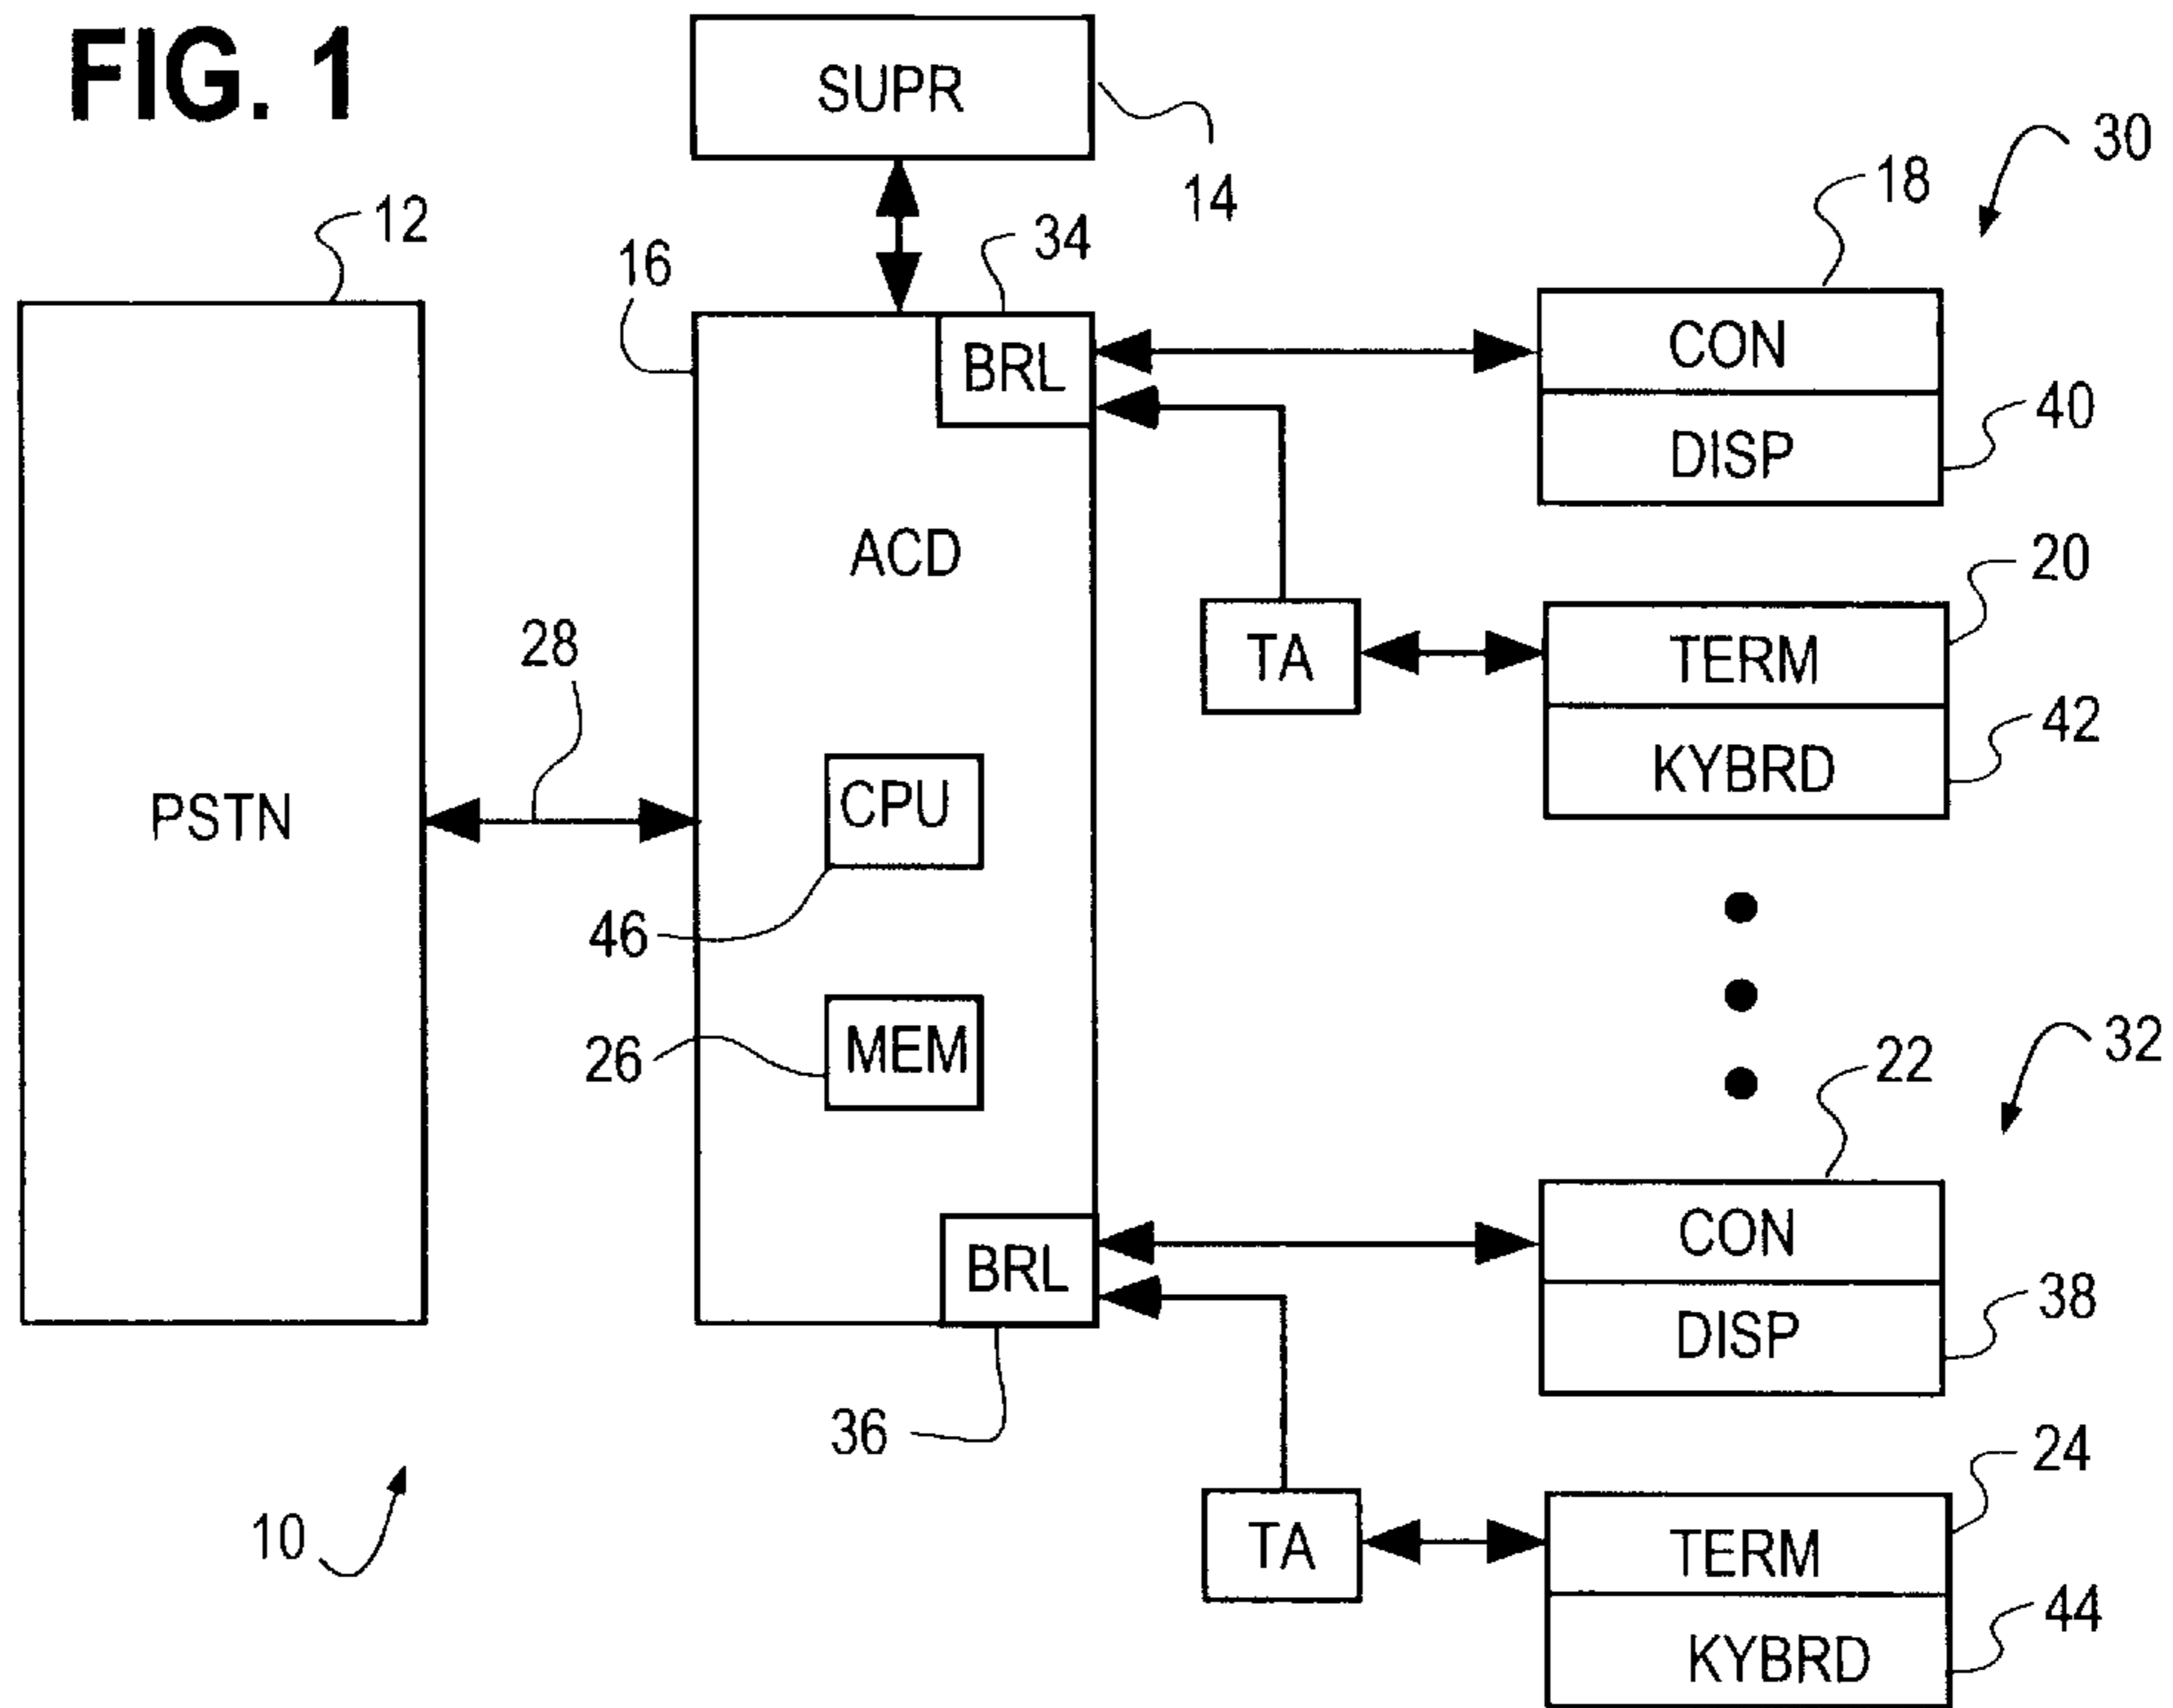 FIG. 1
SUPR
14
30
18
12
34
16
BRL
CON
40
DISP
ACD
20
28
TA
TERM
42
KYBRD
PSTN
CPU
46
MEM
26
22
32
BRL
CON
38
DISP
36
24
10
TA
TERM
44
KYBRD